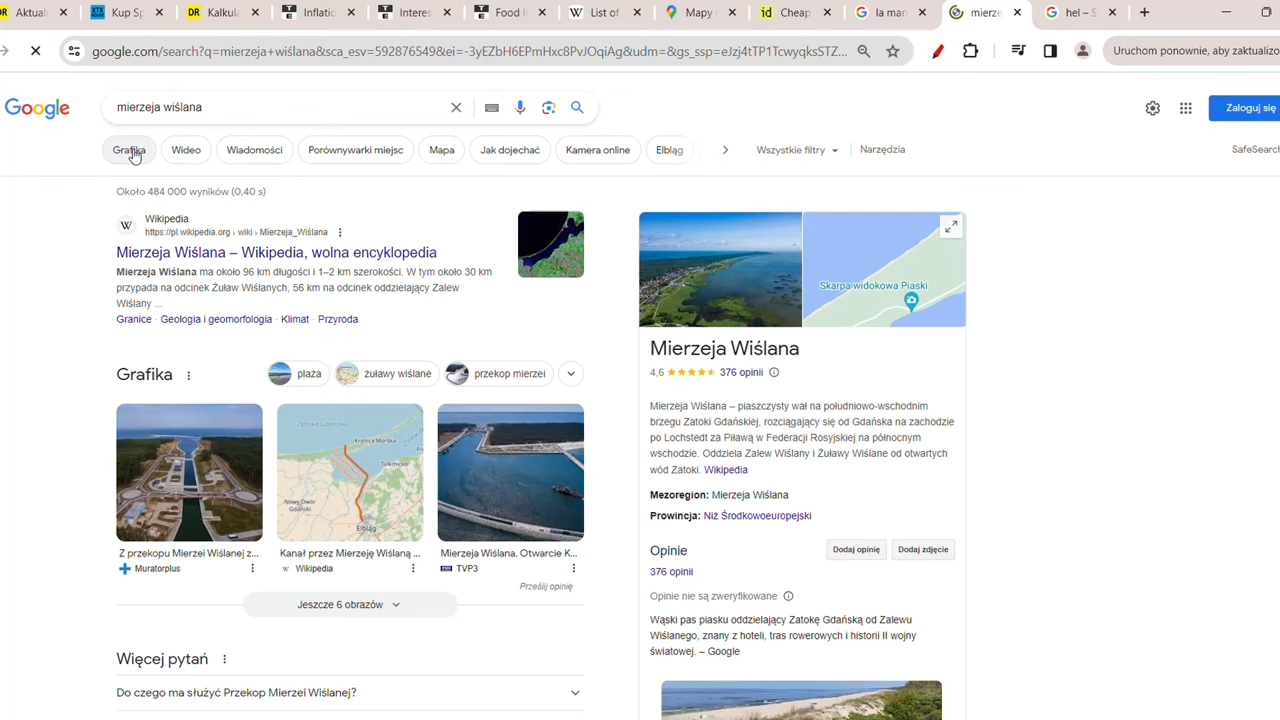 Aktual
Kup Sp
Kalkula
Inflatio
Interes
Food I
List of
Mapy
Cheap
la man
mierze
hel – S
google.com/search?q=mierzeja+wiślana&sca_esv=592876549&ei=-3yEZbH6EPmHxc8PvJOqiAg&udm=&gs_ssp=eJzj4tTP1TcwyqksSTZ...
Uruchom ponownie, aby zaktualizo
Google
mierzeja wiślana
Zaloguj się
Grafika
Wideo
Wiadomości
Porównywarki miejsc
Mapa
Jak dojechać
Kamera online
Elbląg
Wszystkie filtry
Narzędzia
SafeSearch
Około 484 000 wyników (0,40 s)
W
Wikipedia
https://pl.wikipedia.org › wiki › Mierzeja_Wiślana
Mierzeja Wiślana – Wikipedia, wolna encyklopedia
Mierzeja Wiślana ma około 96 km długości i 1–2 km szerokości. W tym około 30 km
przypada na odcinek Żuław Wiślanych, 56 km na odcinek oddzielający Zalew
Wiślany ...
Granice · Geologia i geomorfologia · Klimat · Przyroda
Grafika
plaża
żuławy wiślane
przekop mierzei
Zatoka Gdańska
Krynica Morska
Tolkmicko
Nowy Dwór
Gdański
Elbląg
Z przekopu Mierzei Wiślanej z...
Muratorplus
Kanał przez Mierzeję Wiślaną ...
W Wikipedia
Mierzeja Wiślana. Otwarcie K...
TVP3
Prześlij opinię
Jeszcze 6 obrazów
Więcej pytań
Do czego ma służyć Przekop Mierzei Wiślanej?
Skarpa widokowa Piaski
Mierzeja Wiślana
4,6
376 opinii
Mierzeja Wiślana – piaszczysty wał na południowo-wschodnim
brzegu Zatoki Gdańskiej, rozciągający się od Gdańska na zachodzie
po Lochstedt za Piławą w Federacji Rosyjskiej na północnym
wschodzie. Oddziela Zalew Wiślany i Żuławy Wiślane od otwartych
wód Zatoki. Wikipedia
Mezoregion: Mierzeja Wiślana
Prowincja: Niż Środkowoeuropejski
Opinie
Dodaj opinię
Dodaj zdjęcie
376 opinii
Opinie nie są zweryfikowane
Wąski pas piasku oddzielający Zatokę Gdańską od Zalewu
Wiślanego, znany z hoteli, tras rowerowych i historii II wojny
światowej. – Google